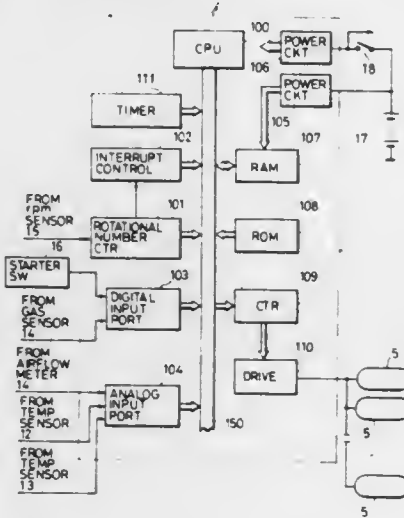 100
CPU
POWER
CKT
106
18
POWER
CKT
111
TIMER
105
107
17
102
INTERRUPT
CONTROL
RAM
FROM
rpm
SENSOR
15
101
108
ROTATIONAL
NUMBER
CTR
ROM
16
STARTER
SW
103
109
FROM
GAS
SENSOR
14
DIGITAL
INPUT
PORT
CTR
110
FROM
AIRFLOW
METER
14
104
DRIVE
5
ANALOG
INPUT
PORT
FROM
TEMP
SENSOR
12
5
150
FROM
TEMP
SENSOR
13
5